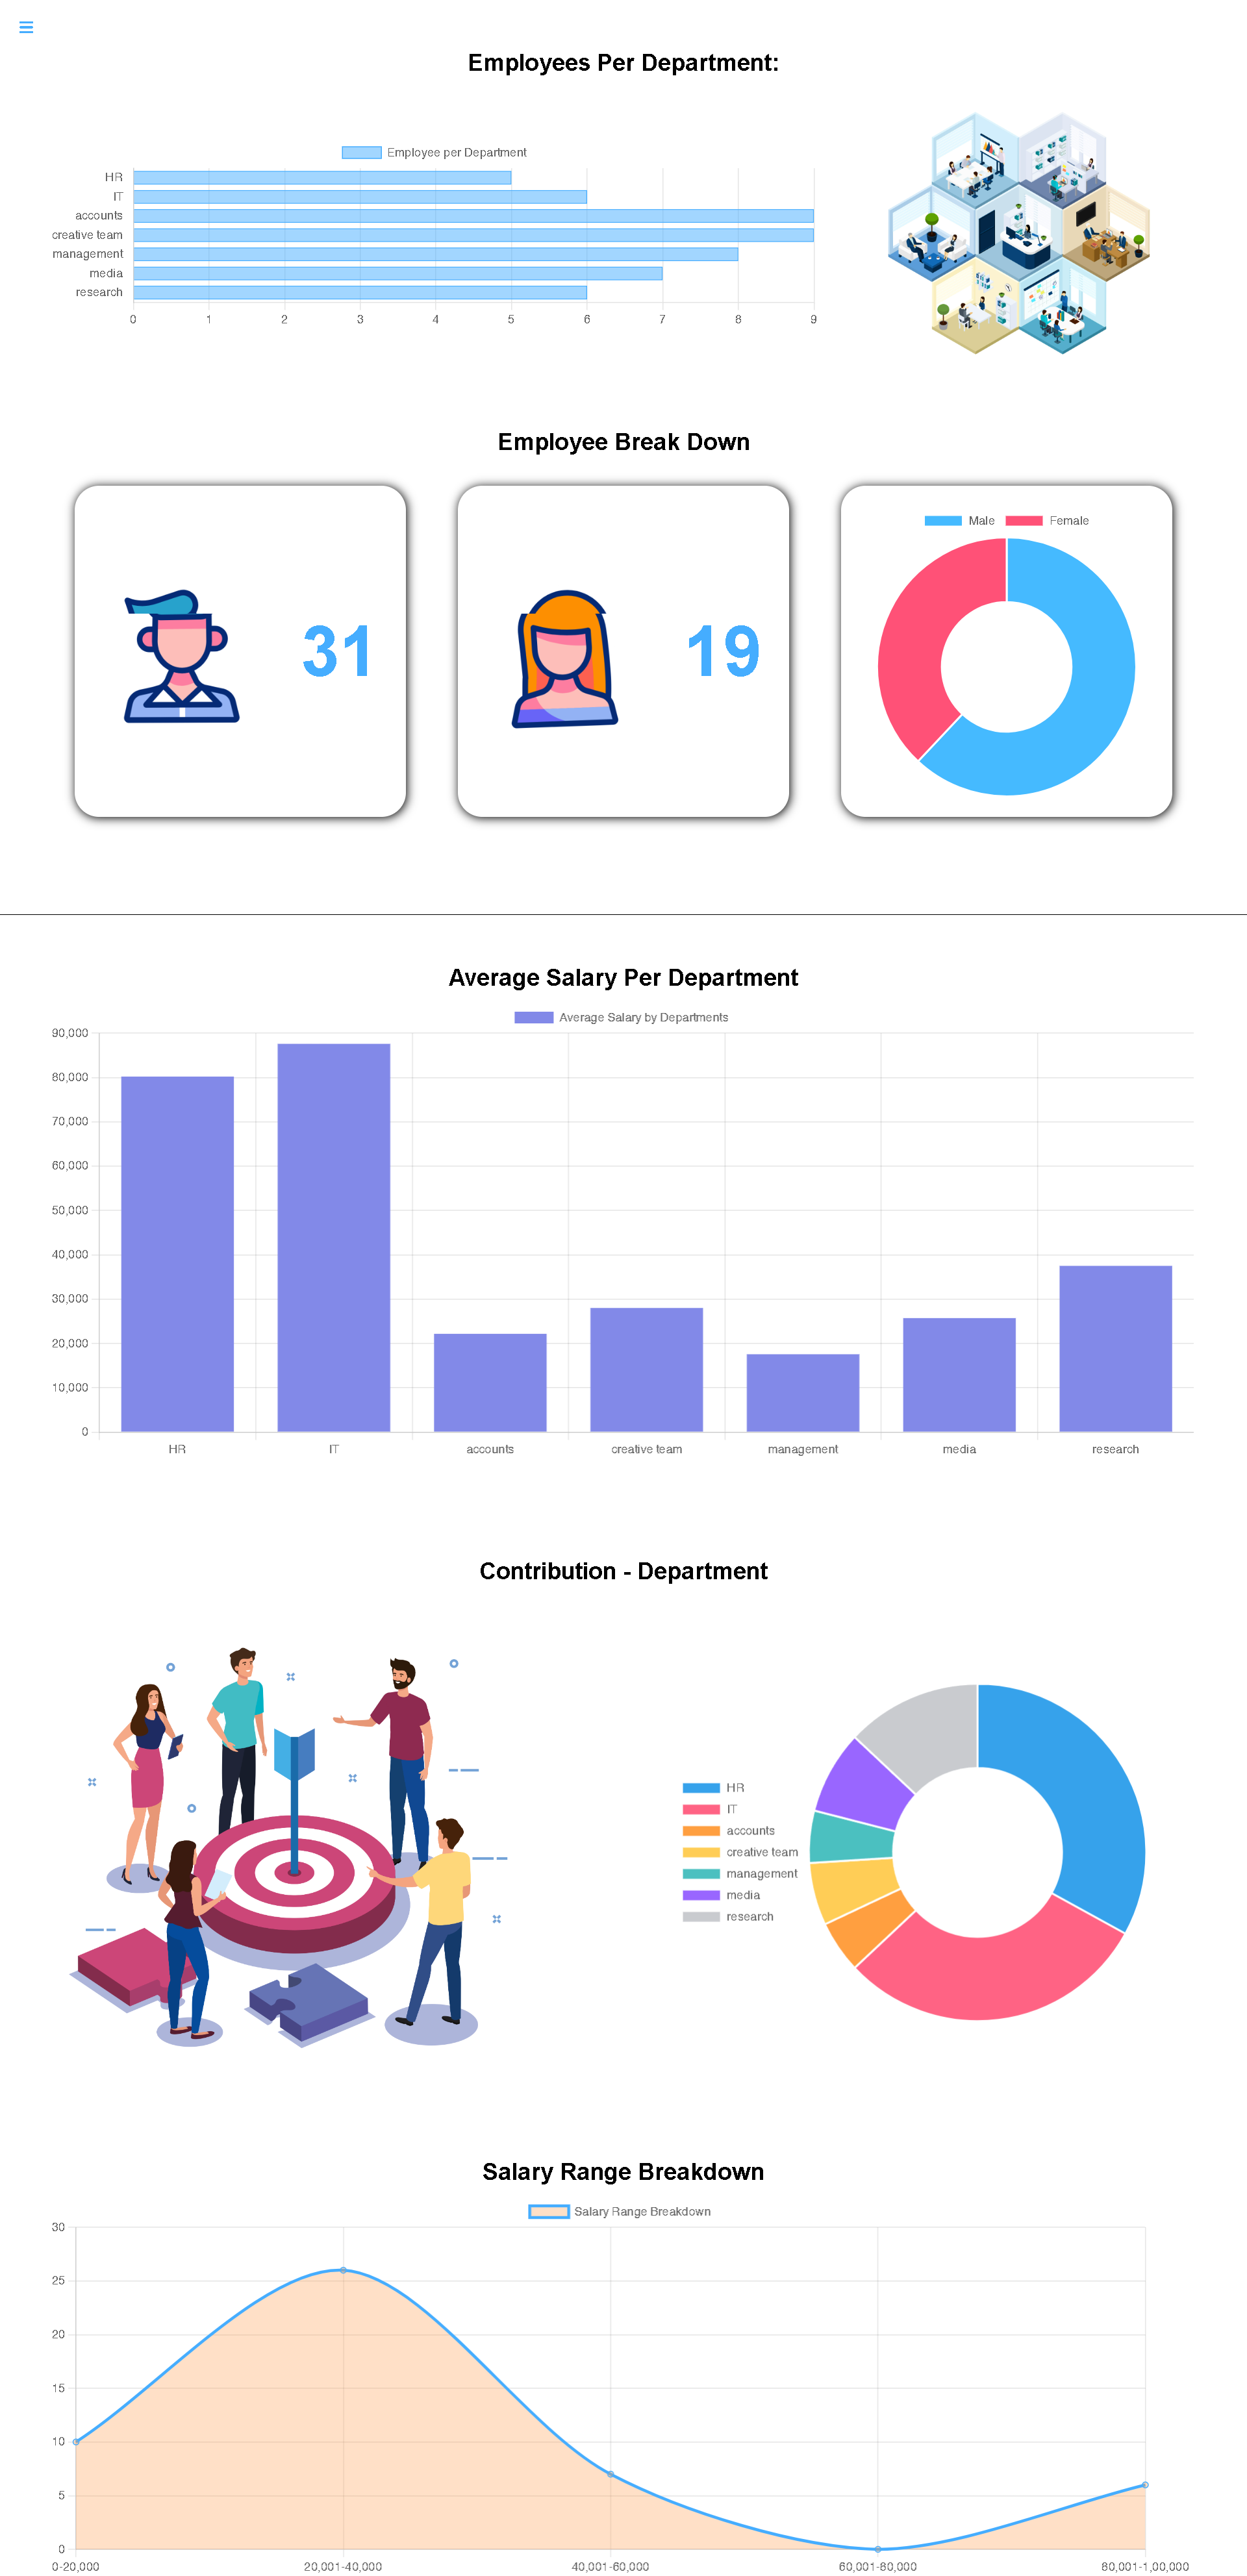 Employees Per Department:
Employee per Department
HR
IT
accounts
creative team
management
media
research
0 1 2 3 4 5 6 7 8 9
Employee Break Down
31
19
Male Female
Average Salary Per Department
Average Salary by Departments
90,000
80,000
70,000
60,000
50,000
40,000
30,000
20,000
10,000
0
HR IT accounts creative team management media research
Contribution - Department
HR
IT
accounts
creative team
management
media
research
Salary Range Breakdown
Salary Range Breakdown
30
25
20
15
10
5
0
0-20,000 20,001-40,000 40,001-60,000 60,001-80,000 80,001-1,00,000